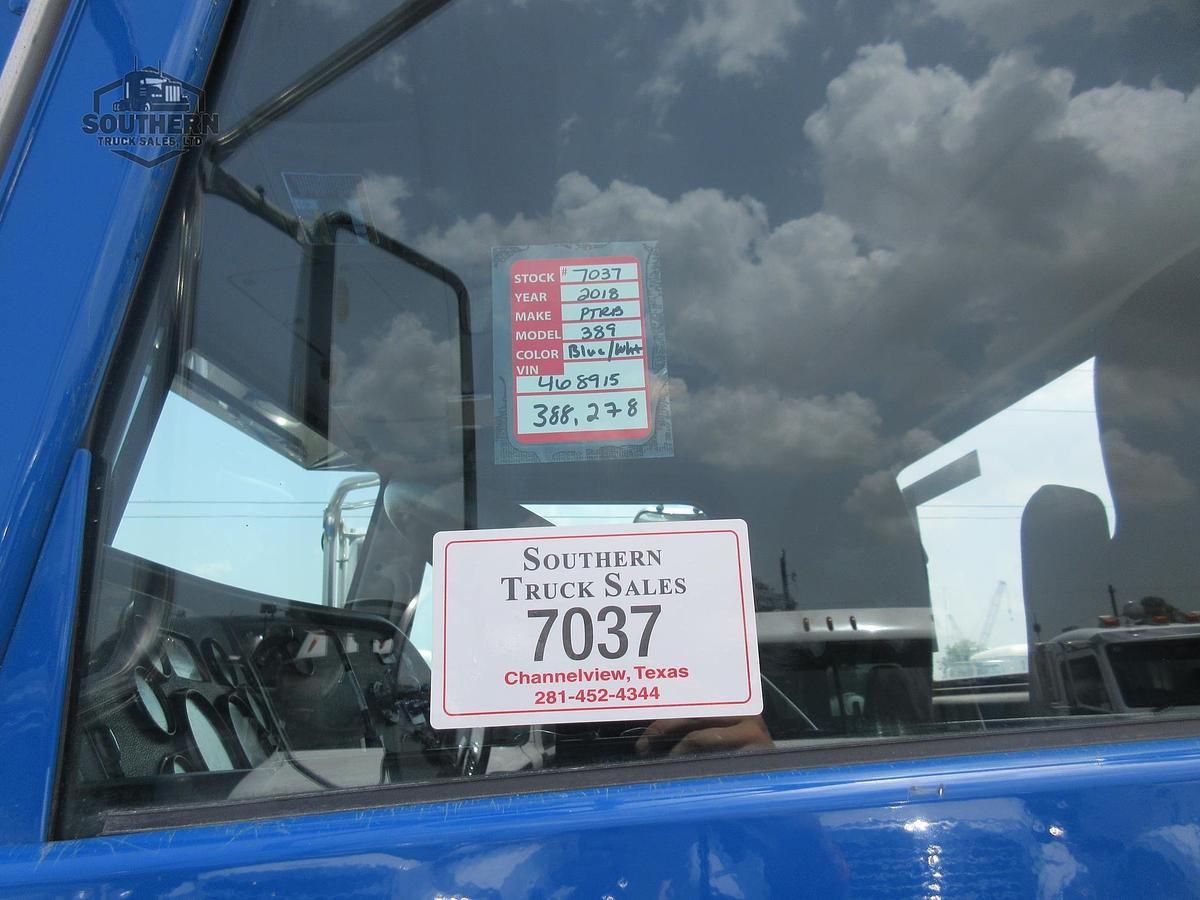 SOUTHERN
TRUCK SALES, LTD
STOCK # 7037
YEAR 2018
MAKE PTRB
MODEL 389
COLOR Blue/Wht
VIN
468915
388,278
SOUTHERN
TRUCK SALES
7037
Channelview, Texas
281-452-4344